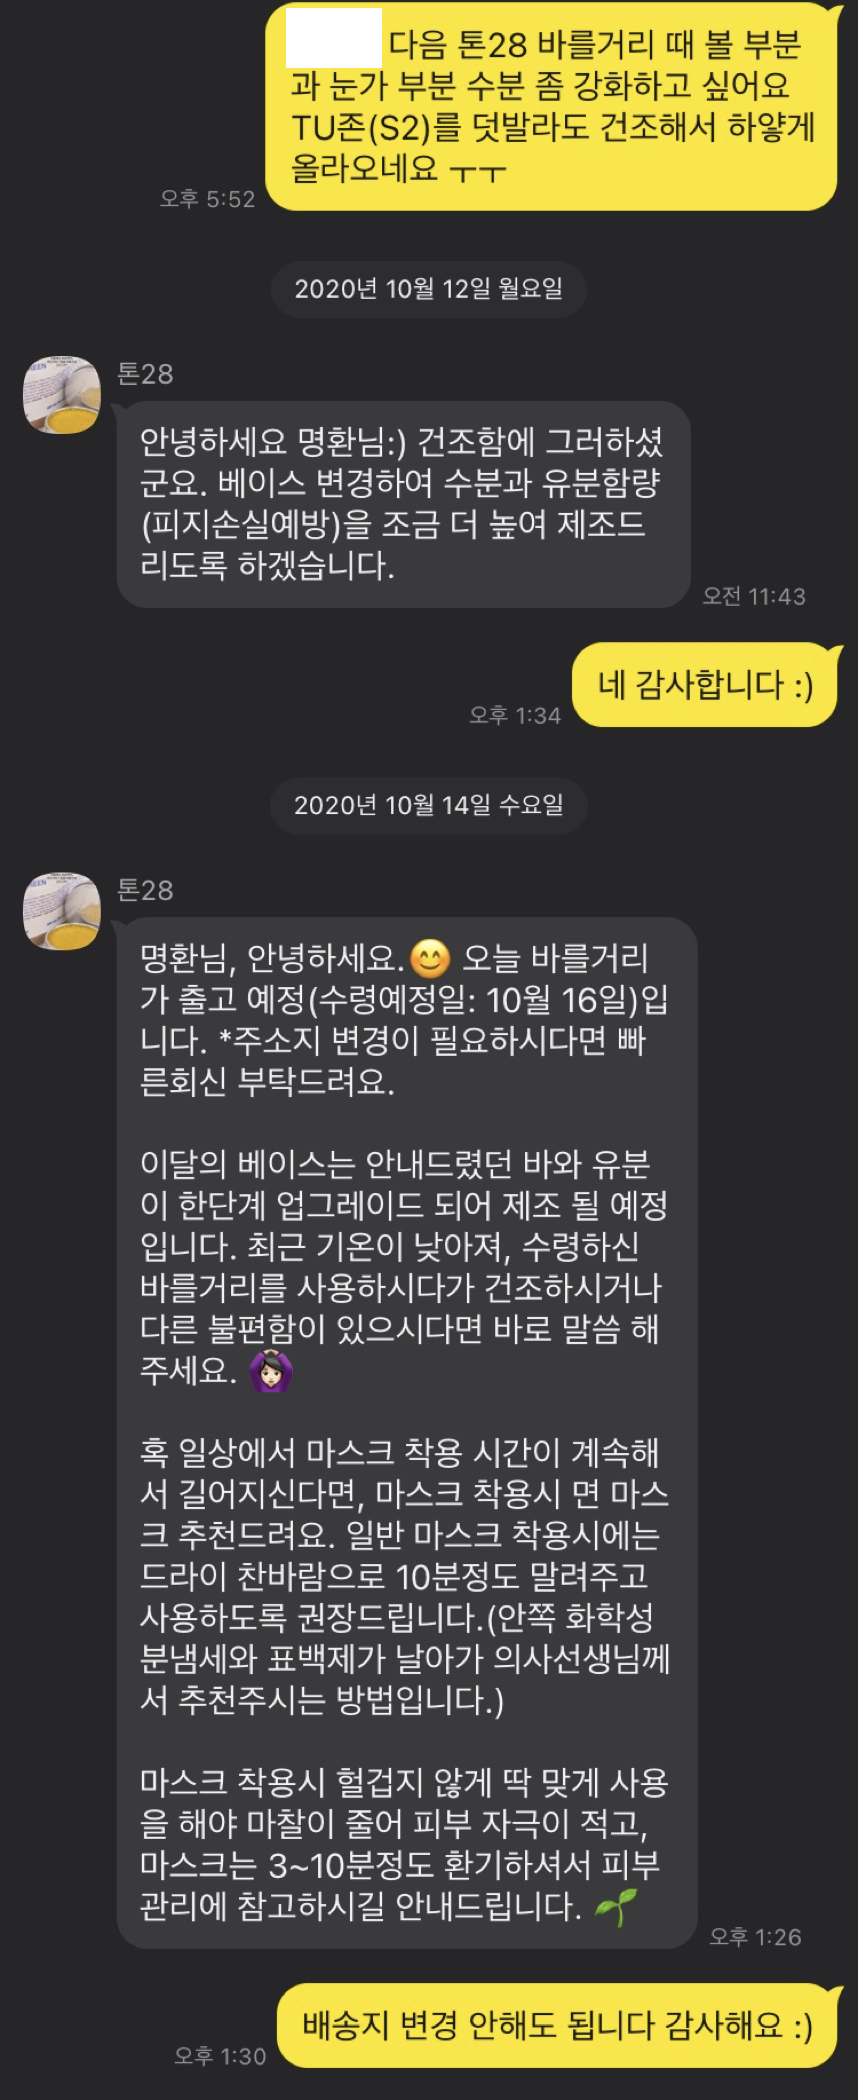 다음 톤28 바를거리 때 볼 부분
과 눈가 부분 수분 좀 강화하고 싶어요
TU존(S2)를 덧발라도 건조해서 하얗게
올라오네요 ㅜㅜ
오후 5:52
2020년 10월 12일 월요일
톤28
안녕하세요 명환님:) 건조함에 그러하셨
군요. 베이스 변경하여 수분과 유분함량
(피지손실예방)을 조금 더 높여 제조드
리도록 하겠습니다.
오전 11:43
네 감사합니다 :)
오후 1:34
2020년 10월 14일 수요일
톤28
명환님, 안녕하세요.😊 오늘 바를거리
가 출고 예정(수령예정일: 10월 16일)입
니다. *주소지 변경이 필요하시다면 빠
른회신 부탁드려요.
이달의 베이스는 안내드렸던 바와 유분
이 한단계 업그레이드 되어 제조 될 예정
입니다. 최근 기온이 낮아져, 수령하신
바를거리를 사용하시다가 건조하시거나
다른 불편함이 있으시다면 바로 말씀 해
주세요. 🙆🏻‍♀️
혹 일상에서 마스크 착용 시간이 계속해
서 길어지신다면, 마스크 착용시 면 마스
크 추천드려요. 일반 마스크 착용시에는
드라이 찬바람으로 10분정도 말려주고
사용하도록 권장드립니다.(안쪽 화학성
분냄세와 표백제가 날아가 의사선생님께
서 추천주시는 방법입니다.)
마스크 착용시 헐겁지 않게 딱 맞게 사용
을 해야 마찰이 줄어 피부 자극이 적고,
마스크는 3~10분정도 환기하셔서 피부
관리에 참고하시길 안내드립니다. 🌱
오후 1:26
배송지 변경 안해도 됩니다 감사해요 :)
오후 1:30